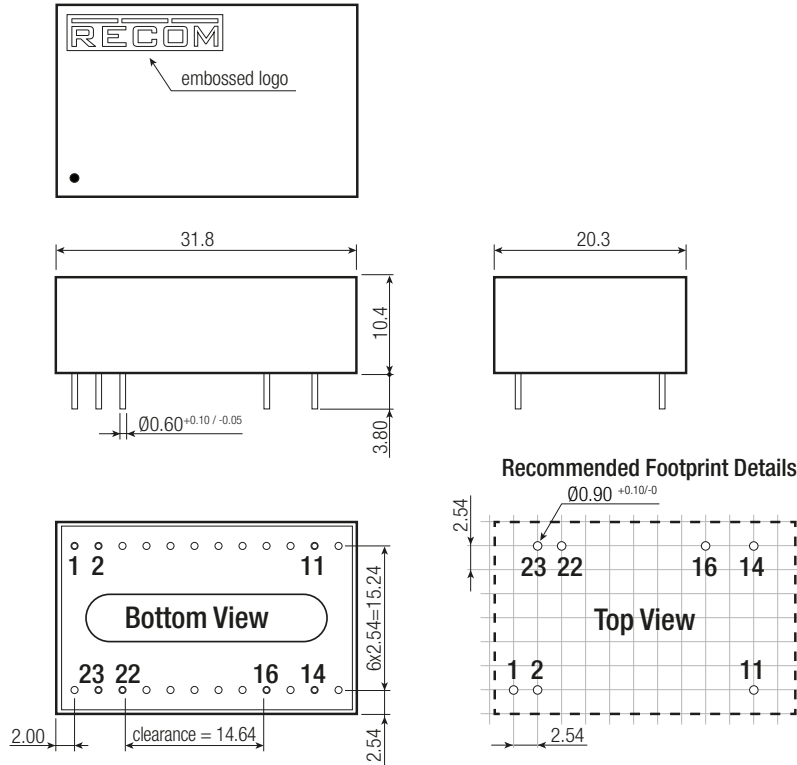 RECOM
embossed logo
31.8
20.3
10.4
3.80
Ø0.60+0.10 / -0.05
Recommended Footprint Details
Ø0.90 +0.10/-0
2.54
1 2 11
Bottom View
23 22 16 14
6x2.54=15.24
2.00
clearance = 14.64
2.54
23 22 16 14
Top View
1 2 11
2.54